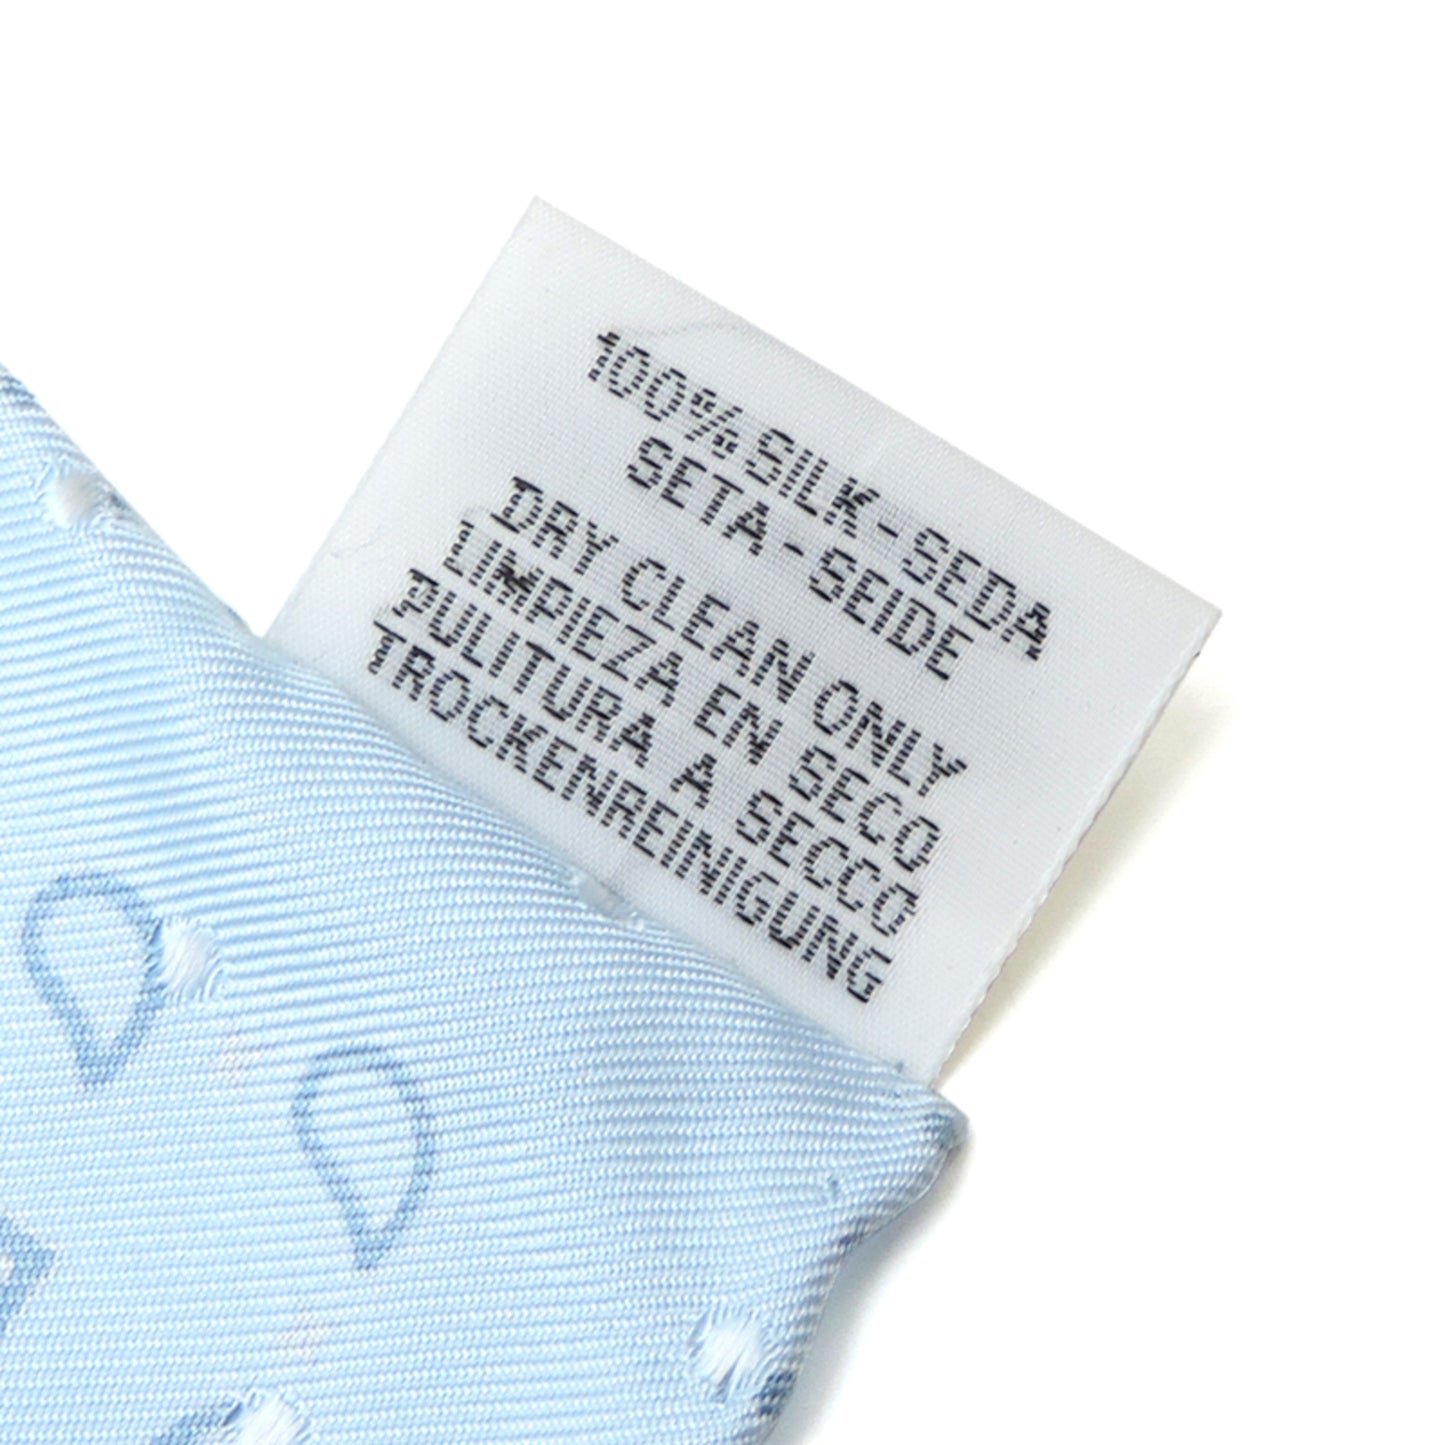 100% SILK - SEDA
SETA - SEIDE
DRY CLEAN ONLY
LIMPIEZA EN SECO
PULITURA A SECCO
TROCKENREINIGUNG